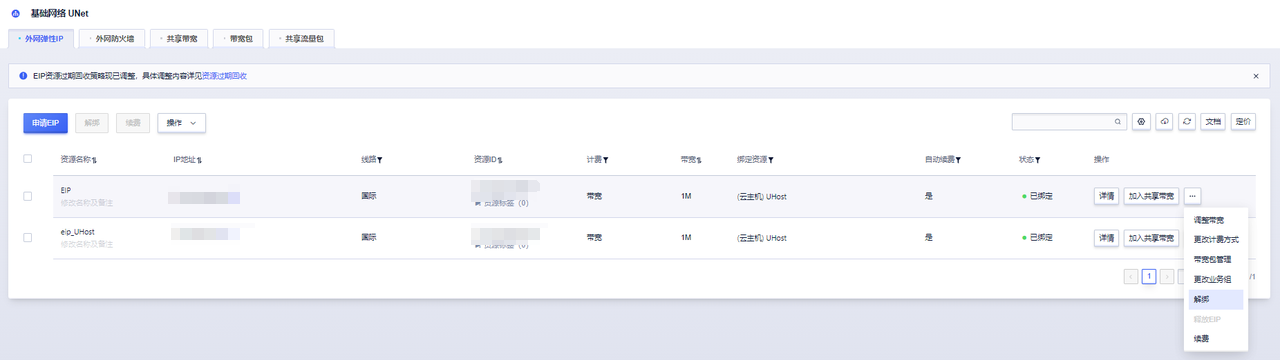 基础网络 UNet
外网弹性IP 外网防火墙 共享带宽 带宽包 共享流量包
EIP资源过期回收策略现已调整，具体调整内容详见资源过期回收
申请EIP 解绑 续费 操作 文档 定价
资源名称 IP地址 线路 资源ID 计费 带宽 绑定资源 自动续费 状态 操作
EIP 国际 带宽 1M (云主机) UHost 是 已绑定 详情 加入共享带宽 ...
修改名称及备注 资源标签（0）
调整带宽
eip_UHost 国际 带宽 1M (云主机) UHost 是 已绑定 详情 加入共享带宽
修改名称及备注 资源标签（0）
更改计费方式
带宽包管理
1 /1
更改业务组
解绑
释放EIP
续费